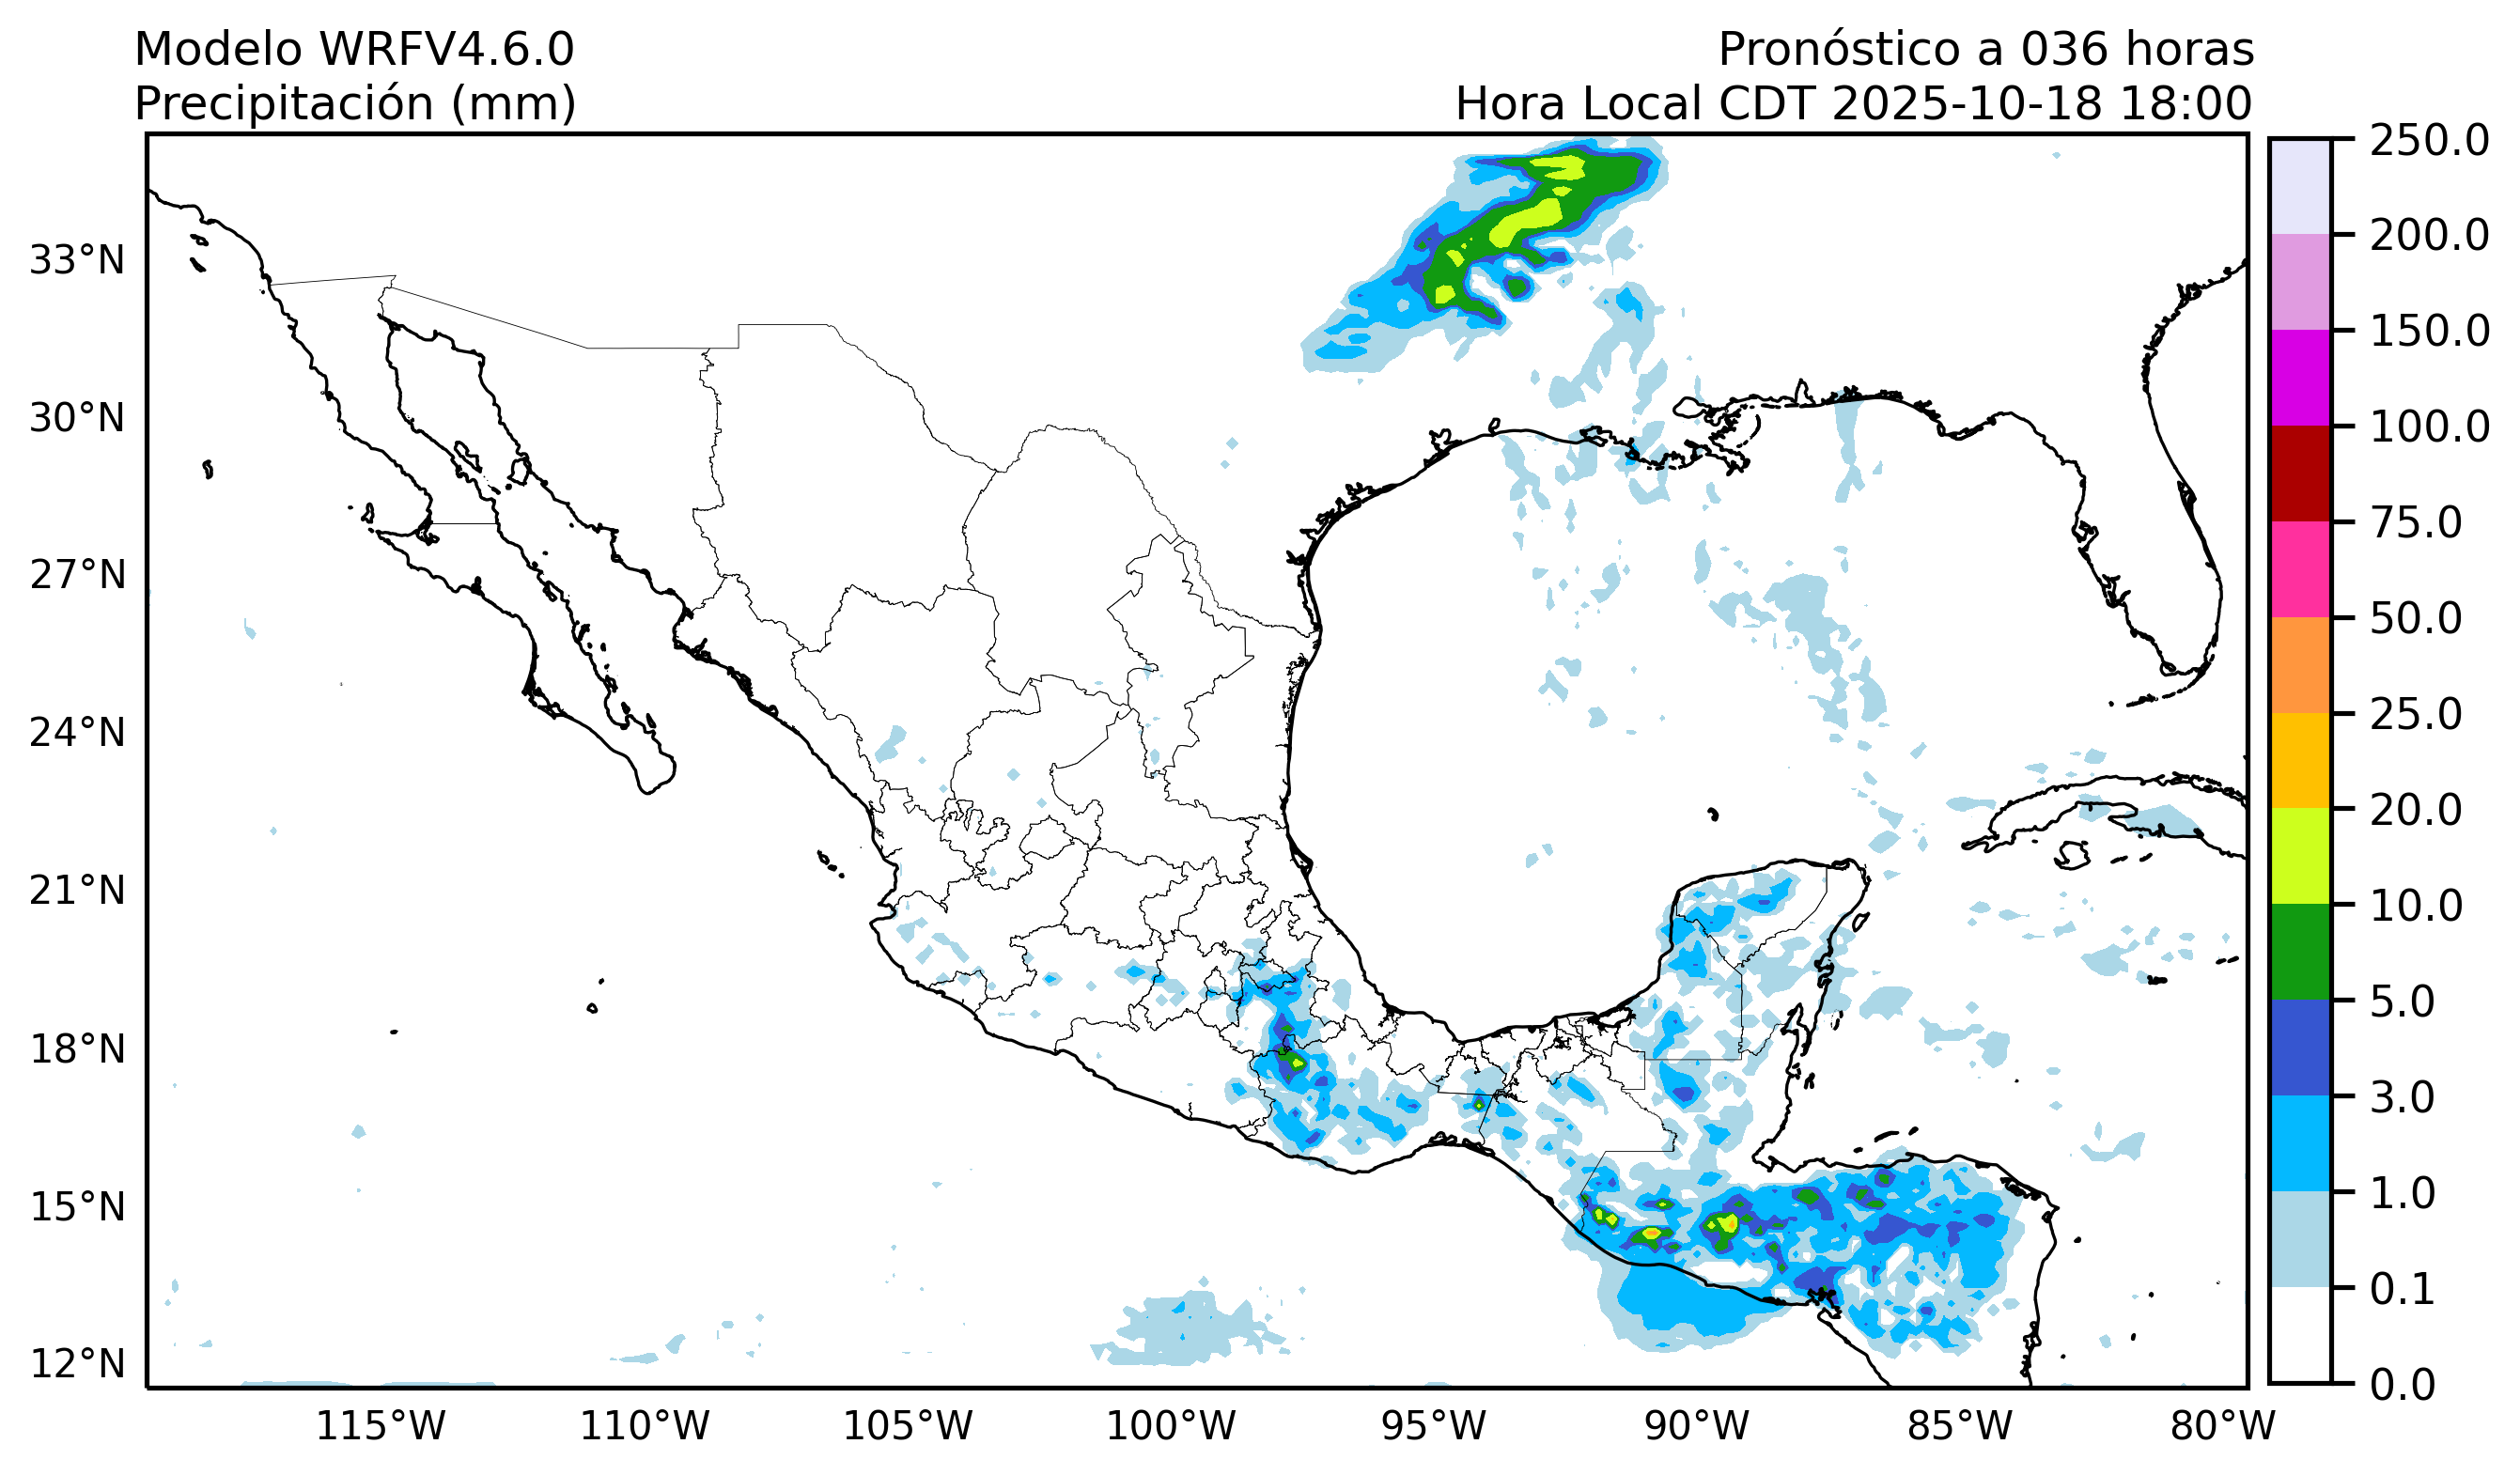 Modelo WRFV4.6.0
Precipitación (mm)
Pronóstico a 036 horas
Hora Local CDT 2025-10-18 18:00
33°N
30°N
27°N
24°N
21°N
18°N
15°N
12°N
115°W
110°W
105°W
100°W
95°W
90°W
85°W
80°W
250.0
200.0
150.0
100.0
75.0
50.0
25.0
20.0
10.0
5.0
3.0
1.0
0.1
0.0